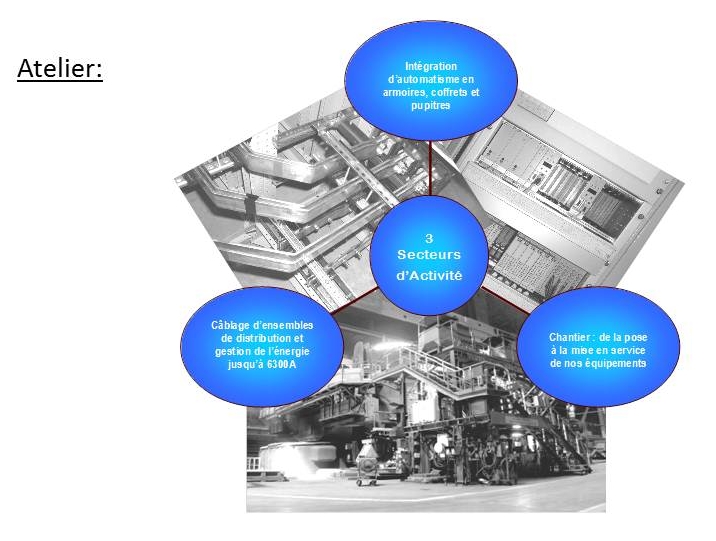 Atelier:
Intégration
d'automatisme en
armoires, coffrets et
pupitres
3
Secteurs
d'Activité
Câblage d'ensembles
de distribution et
gestion de l'énergie
jusqu'à 6300A
Chantier : de la pose
à la mise en service
de nos équipements